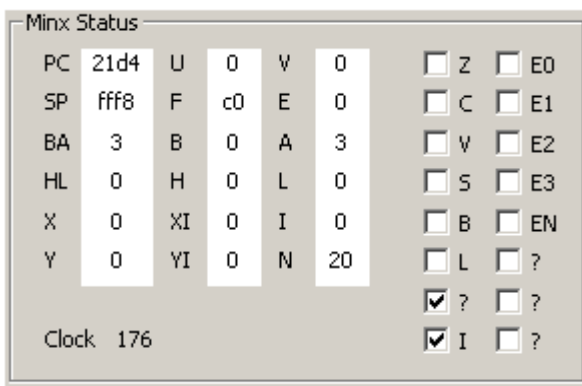 Minx Status
PC 21d4 U 0 V 0 Z E0
SP fff8 F c0 E 0 C E1
BA 3 B 0 A 3 V E2
HL 0 H 0 L 0 S E3
X 0 XI 0 I 0 B EN
Y 0 YI 0 N 20 L ?
? ?
Clock 176 I ?